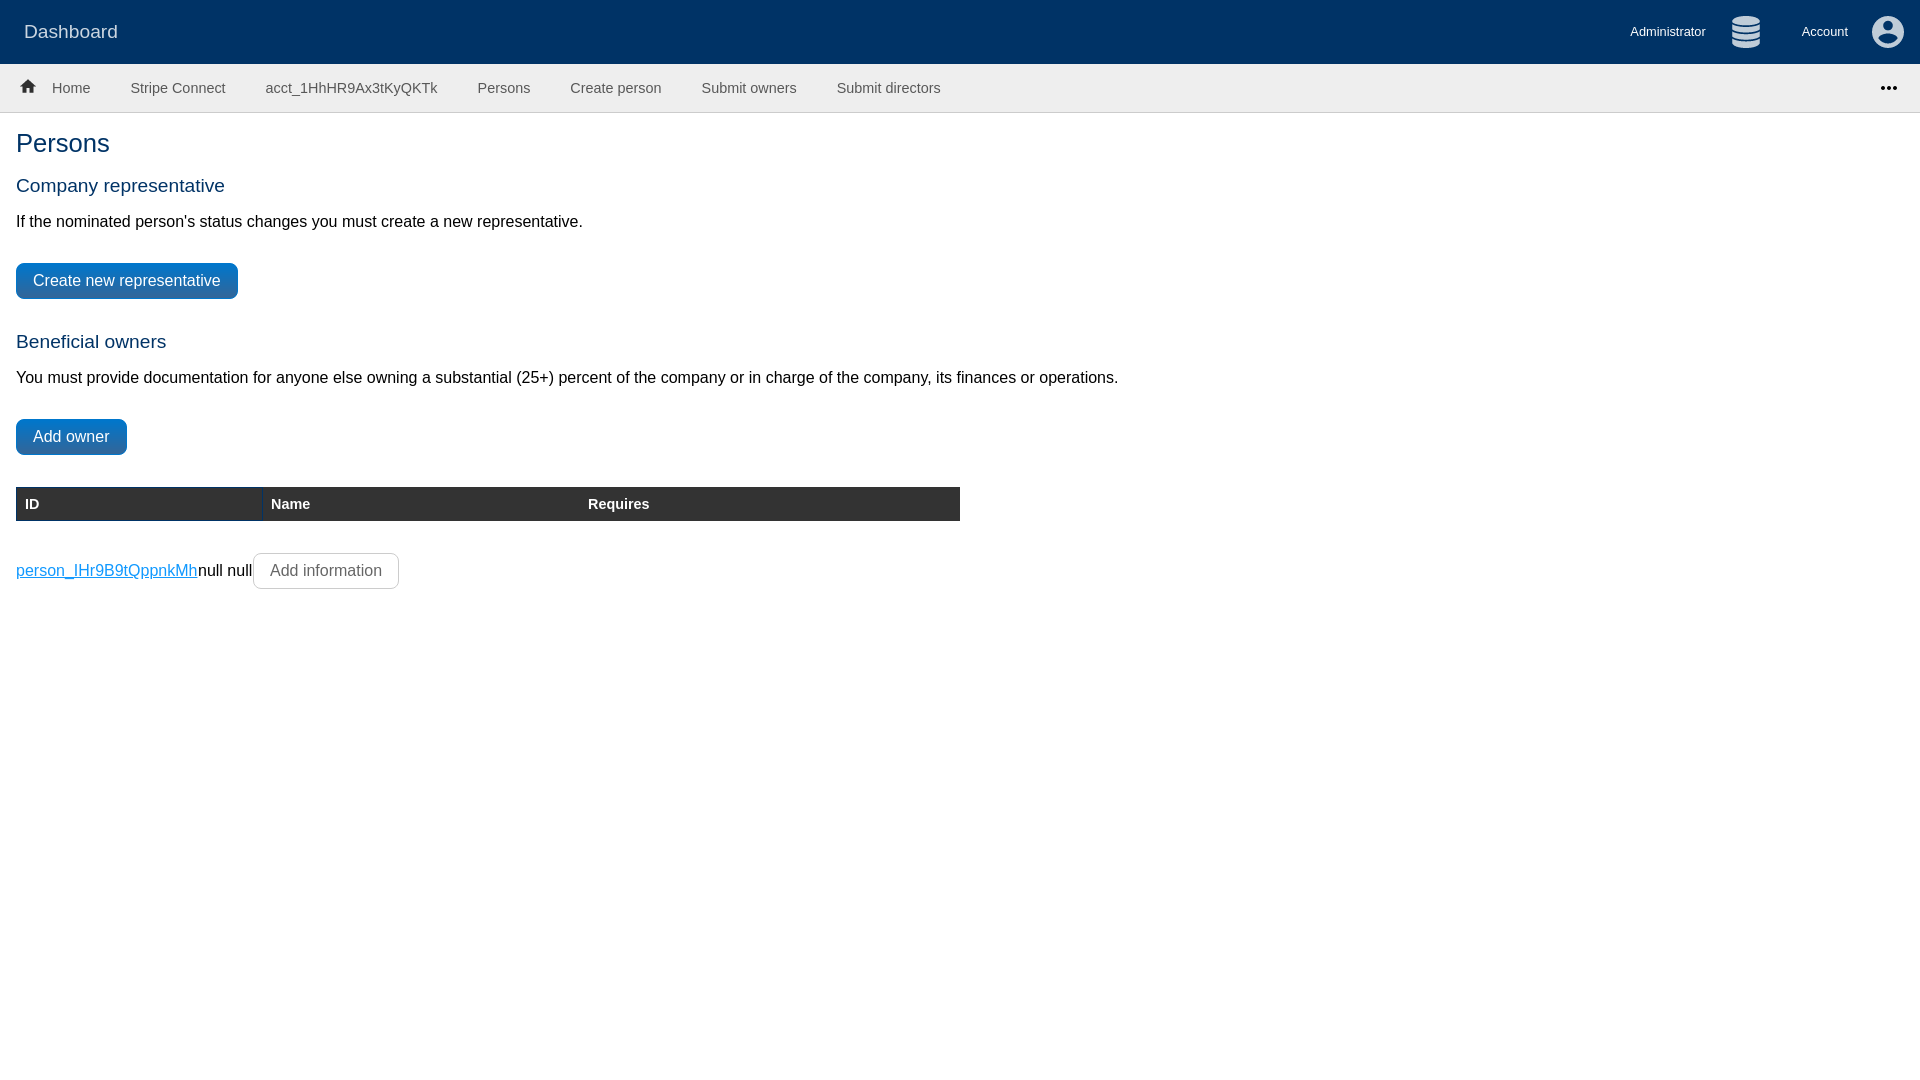 Dashboard
Administrator
Account
Home
Stripe Connect
acct_1HhHR9Ax3tKyQKTk
Persons
Create person
Submit owners
Submit directors
Persons
Company representative
If the nominated person's status changes you must create a new representative.
Create new representative
Beneficial owners
You must provide documentation for anyone else owning a substantial (25+) percent of the company or in charge of the company, its finances or operations.
Add owner
ID Name Requires
person_IHr9B9tQppnkMhnull null Add information